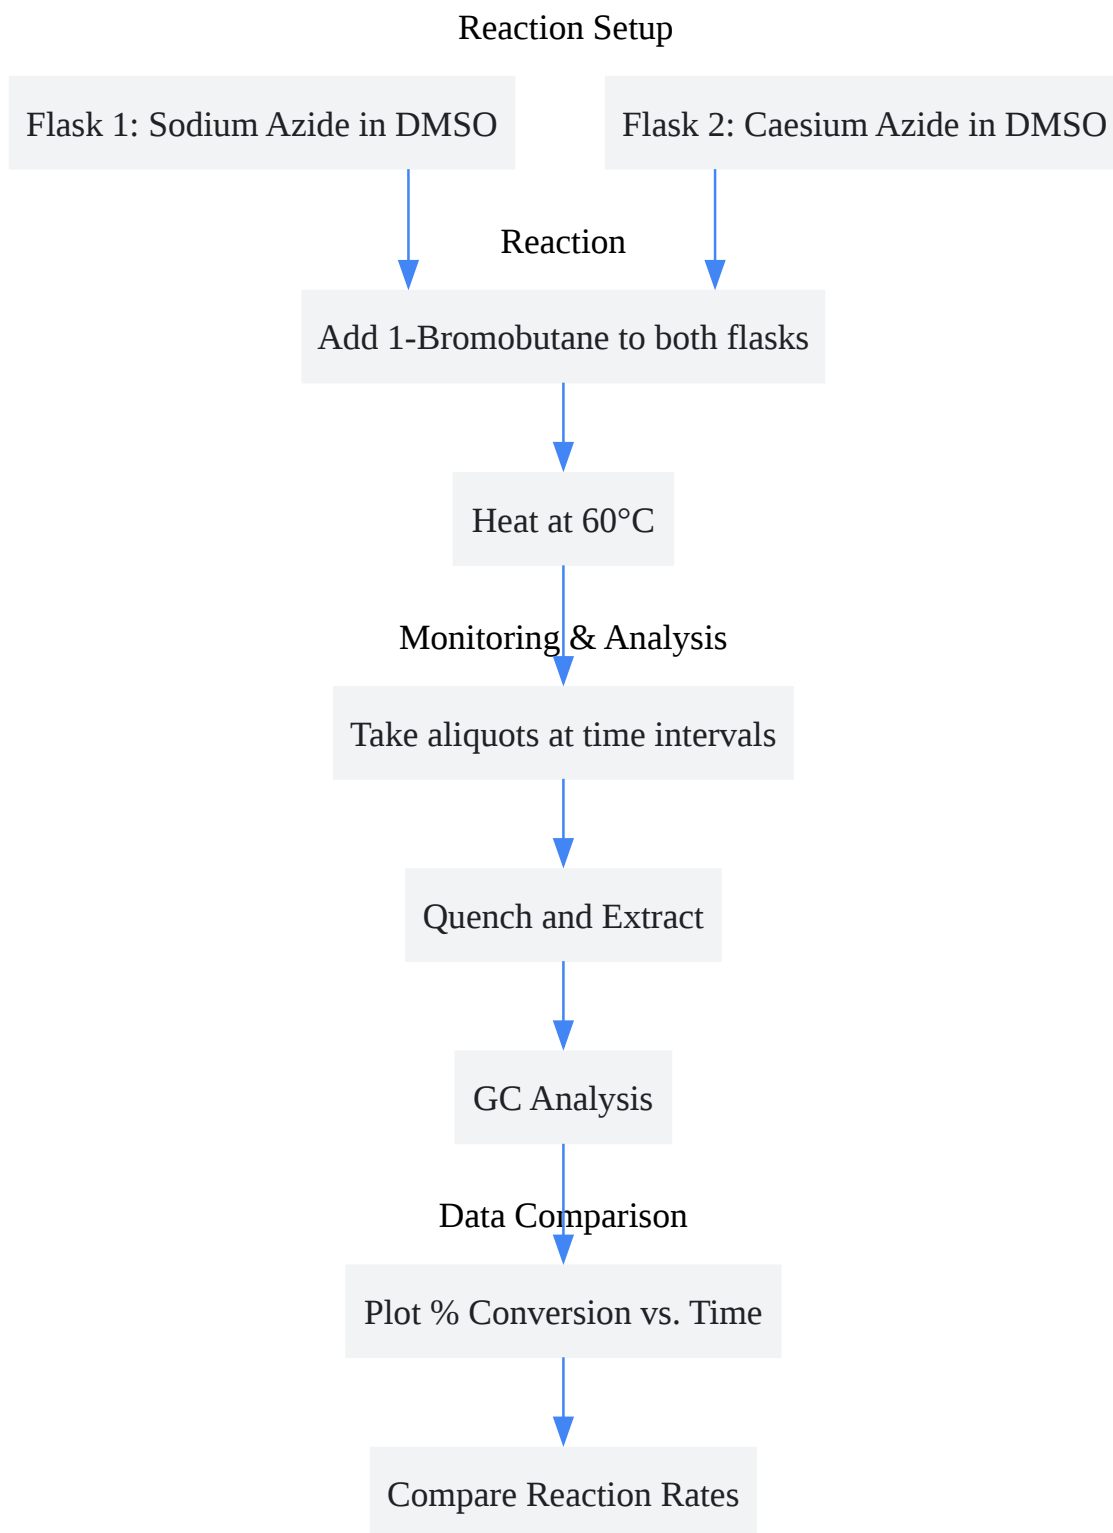 Reaction Setup
Flask 1: Sodium Azide in DMSO
Flask 2: Caesium Azide in DMSO
Reaction
Add 1-Bromobutane to both flasks
Heat at 60°C
Monitoring & Analysis
Take aliquots at time intervals
Quench and Extract
GC Analysis
Data Comparison
Plot % Conversion vs. Time
Compare Reaction Rates